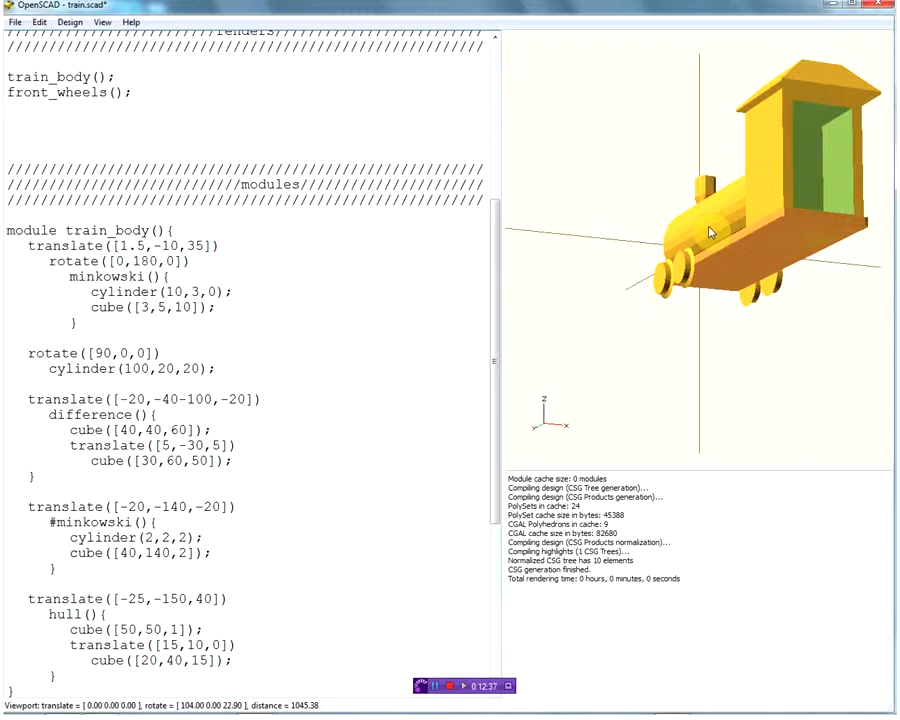 OpenSCAD - train.scad*
File Edit Design View Help
/////////////////////////renders/////////////////////////
/////////////////////////////////////////////////////////
train_body();
front_wheels();
/////////////////////////////////////////////////////////
////////////////////////////modules//////////////////////
/////////////////////////////////////////////////////////
module train_body(){
translate([1.5,-10,35])
rotate([0,180,0])
minkowski(){
cylinder(10,3,0);
cube([3,5,10]);
}
rotate([90,0,0])
cylinder(100,20,20);
translate([-20,-40-100,-20])
difference(){
cube([40,40,60]);
translate([5,-30,5])
cube([30,60,50]);
}
translate([-20,-140,-20])
#minkowski(){
cylinder(2,2,2);
cube([40,140,2]);
}
translate([-25,-150,40])
hull(){
cube([50,50,1]);
translate([15,10,0])
cube([20,40,15]);
}
}
z
y x
Module cache size: 0 modules
Compiling design (CSG Tree generation)...
Compiling design (CSG Products generation)...
PolySets in cache: 24
PolySet cache size in bytes: 45388
CGAL Polyhedrons in cache: 9
CGAL cache size in bytes: 82680
Compiling design (CSG Products normalization)...
Compiling highlights (1 CSG Trees)...
Normalized CSG tree has 10 elements
CSG generation finished.
Total rendering time: 0 hours, 0 minutes, 0 seconds
0:12:37
Viewport: translate = [ 0.00 0.00 0.00 ], rotate = [ 104.00 0.00 22.90 ], distance = 1045.38